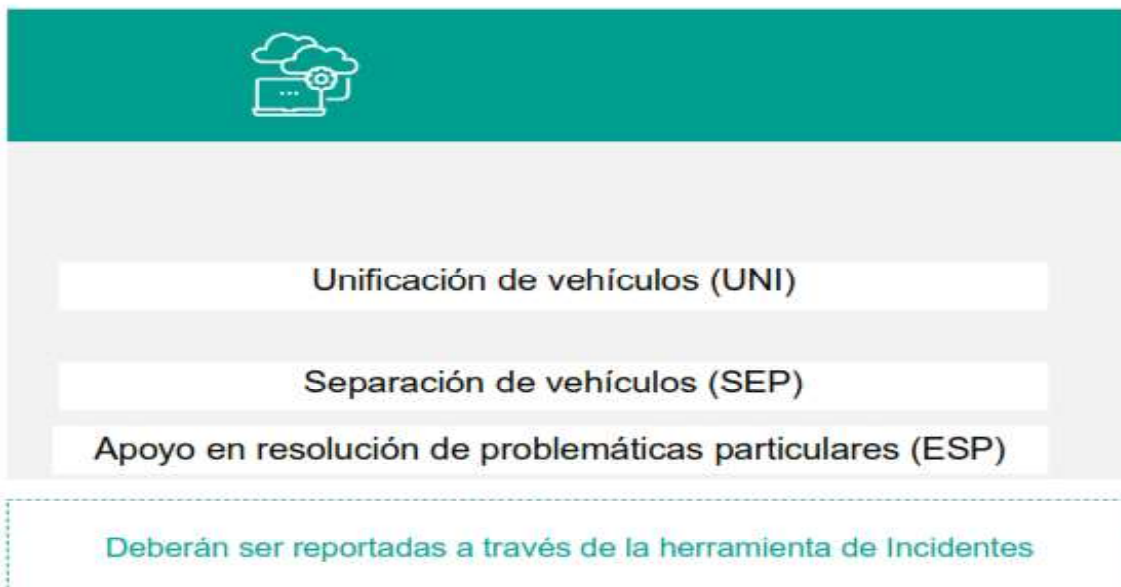 Unificación de vehículos (UNI)
Separación de vehículos (SEP)
Apoyo en resolución de problemáticas particulares (ESP)
Deberán ser reportadas a través de la herramienta de Incidentes